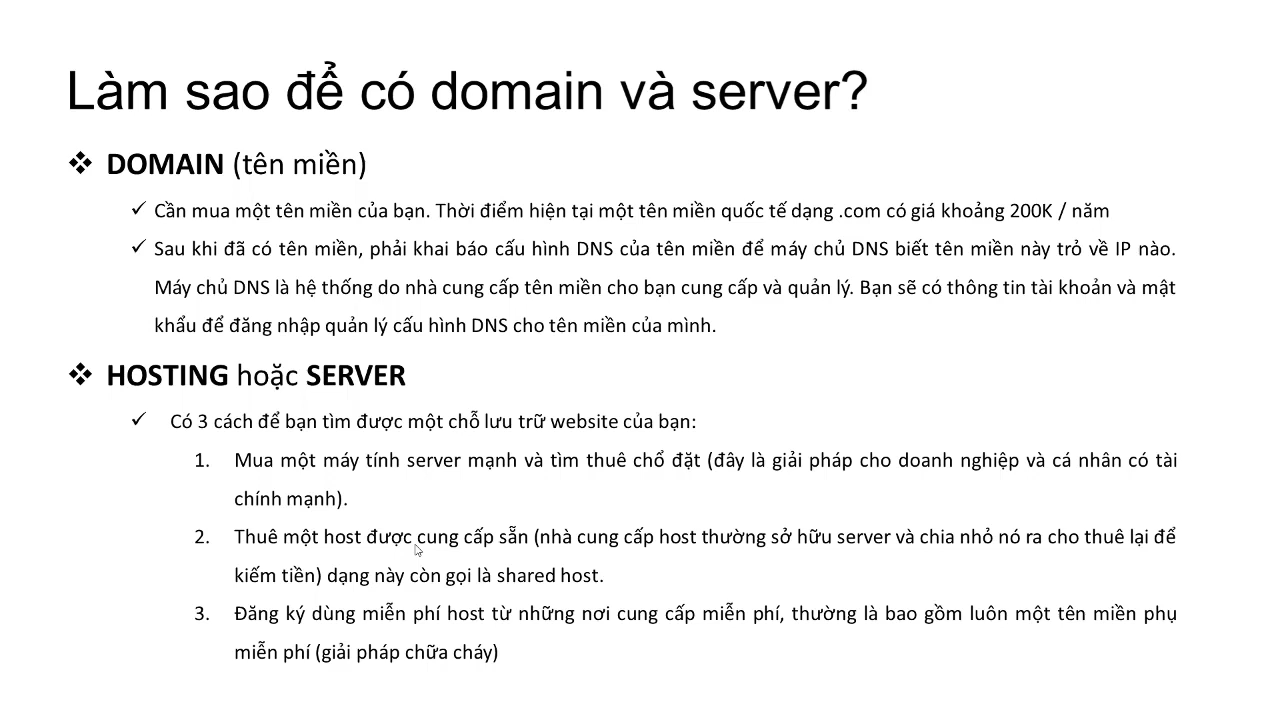 Làm sao để có domain và server?
❖ DOMAIN (tên miền)
✓ Cần mua một tên miền của bạn. Thời điểm hiện tại một tên miền quốc tế dạng .com có giá khoảng 200K / năm
✓ Sau khi đã có tên miền, phải khai báo cấu hình DNS của tên miền để máy chủ DNS biết tên miền này trỏ về IP nào.
Máy chủ DNS là hệ thống do nhà cung cấp tên miền cho bạn cung cấp và quản lý. Bạn sẽ có thông tin tài khoản và mật
khẩu để đăng nhập quản lý cấu hình DNS cho tên miền của mình.
❖ HOSTING hoặc SERVER
✓ Có 3 cách để bạn tìm được một chỗ lưu trữ website của bạn:
1. Mua một máy tính server mạnh và tìm thuê chổ đặt (đây là giải pháp cho doanh nghiệp và cá nhân có tài
chính mạnh).
2. Thuê một host được cung cấp sẵn (nhà cung cấp host thường sở hữu server và chia nhỏ nó ra cho thuê lại để
kiếm tiền) dạng này còn gọi là shared host.
3. Đăng ký dùng miễn phí host từ những nơi cung cấp miễn phí, thường là bao gồm luôn một tên miền phụ
miễn phí (giải pháp chữa cháy)